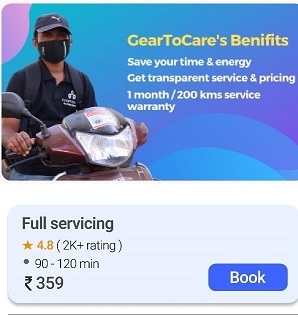 GearToCare's Benifits
Save your time & energy
Get transparent service & pricing
1 month / 200 kms service
warranty
Full servicing
★ 4.8 ( 2K+ rating )
• 90 - 120 min
₹ 359
Book